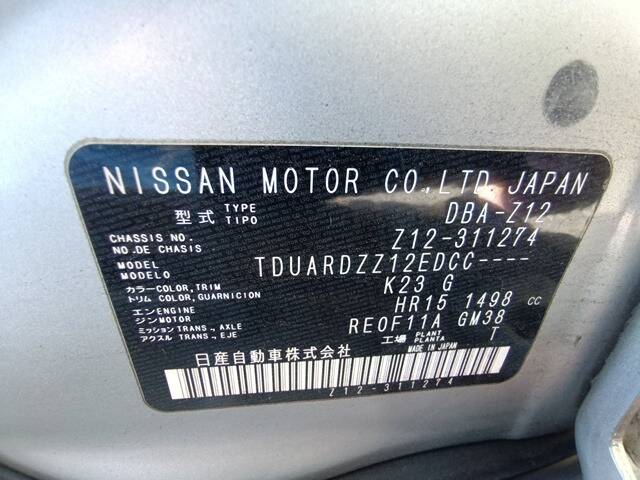 NISSAN MOTOR CO.,LTD.JAPAN
型式 TYPE TIPO DBA-Z12
CHASSIS NO. NO.DE CHASIS Z12-311274
MODEL MODELO TDUARDZZ12EDCC----
カラー COLOR,TRIM トリム COLOR,GUARNICION K23 G
エンジン ENGINE MOTOR HR15 1498 cc
ミッション TRANS., AXLE アクスル TRANS., EJE RE0F11A GM38
工場 PLANT PLANTA T
日産自動車株式会社 MADE IN JAPAN
Z12-311274